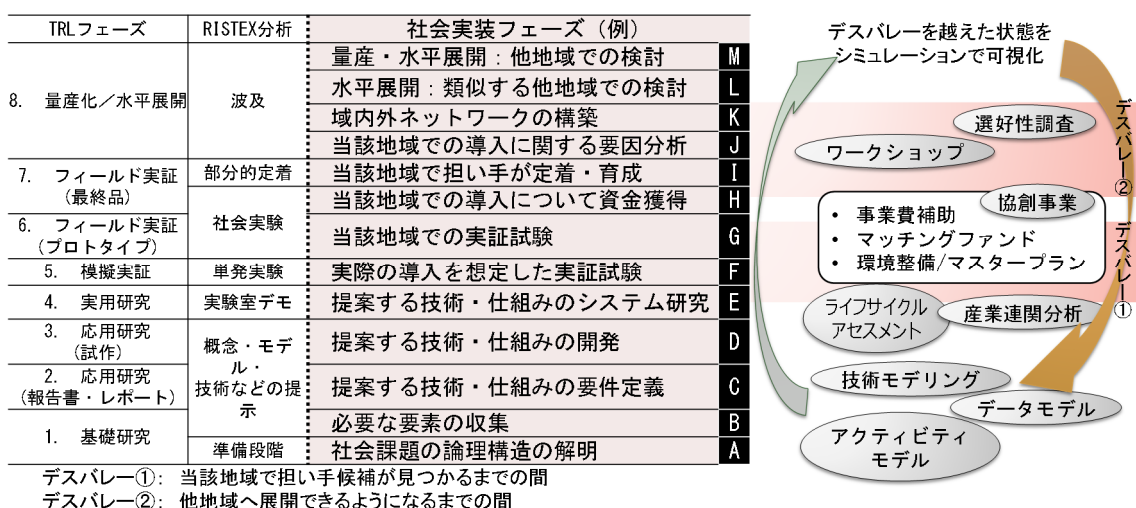 TRLフェーズ RISTEX分析 社会実装フェーズ（例）
8. 量産化／水平展開 波及
量産・水平展開：他地域での検討 M
水平展開：類似する他地域での検討 L
域内外ネットワークの構築 K
当該地域での導入に関する要因分析 J
7. フィールド実証
(最終品)
部分的定着 当該地域で担い手が定着・育成 I
社会実験 当該地域での導入について資金獲得 H
6. フィールド実証
(プロトタイプ)
当該地域での実証試験 G
5. 模擬実証 単発実験 実際の導入を想定した実証試験 F
4. 実用研究 実験室デモ 提案する技術・仕組みのシステム研究 E
3. 応用研究
(試作)
概念・モデ
ル・
技術などの提
示
提案する技術・仕組みの開発 D
2. 応用研究
(報告書・レポート)
提案する技術・仕組みの要件定義 C
1. 基礎研究
必要な要素の収集 B
準備段階 社会課題の論理構造の解明 A
デスバレー①： 当該地域で担い手候補が見つかるまでの間
デスバレー②： 他地域へ展開できるようになるまでの間
デスバレーを越えた状態を
シミュレーションで可視化
選好性調査
ワークショップ
デスバレー②
協創事業
• 事業費補助
• マッチングファンド
• 環境整備/マスタープラン
デスバレー①
ライフサイクル
アセスメント
産業連関分析
技術モデリング
データモデル
アクティビティ
モデル